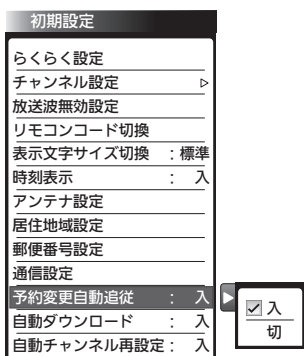 初期設定
らくらく設定
チャンネル設定 ▷
放送波無効設定
リモコンコード切換
表示文字サイズ切換 : 標準
時刻表示 : 入
アンテナ設定
居住地域設定
郵便番号設定
通信設定
予約変更自動追従 : 入
自動ダウンロード : 入
自動チャンネル再設定 : 入
入
切